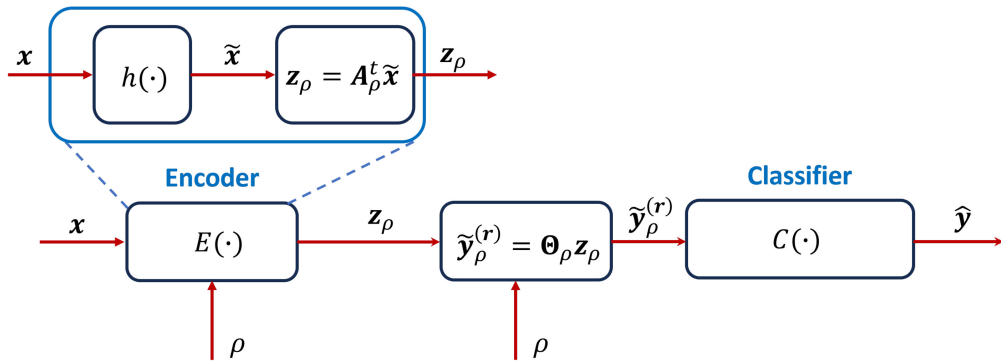 x
h(·)
x̃
z_ρ = A_ρ^t x̃
z_ρ
Encoder
Classifier
x
E(·)
z_ρ
ỹ_ρ^(r) = Θ_ρ z_ρ
ỹ_ρ^(r)
C(·)
ŷ
ρ
ρ